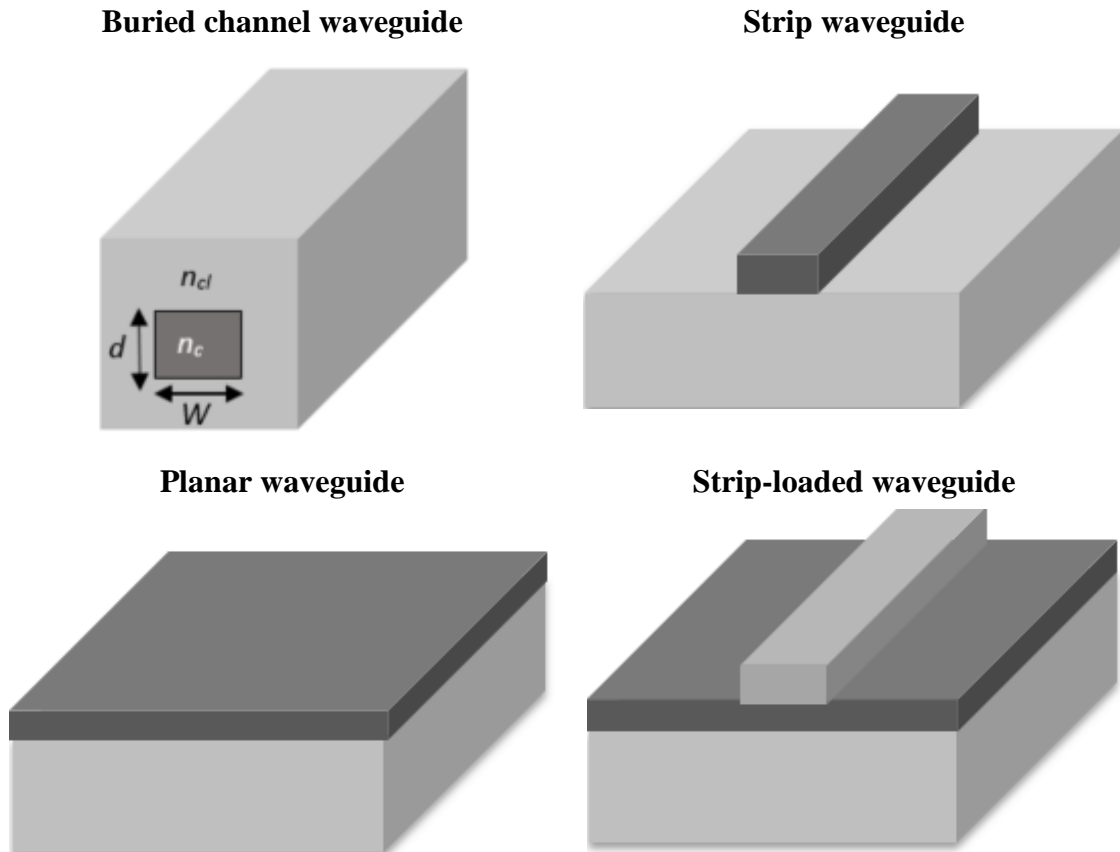 Buried channel waveguide
Strip waveguide
n_cl
d
n_c
W
Planar waveguide
Strip-loaded waveguide